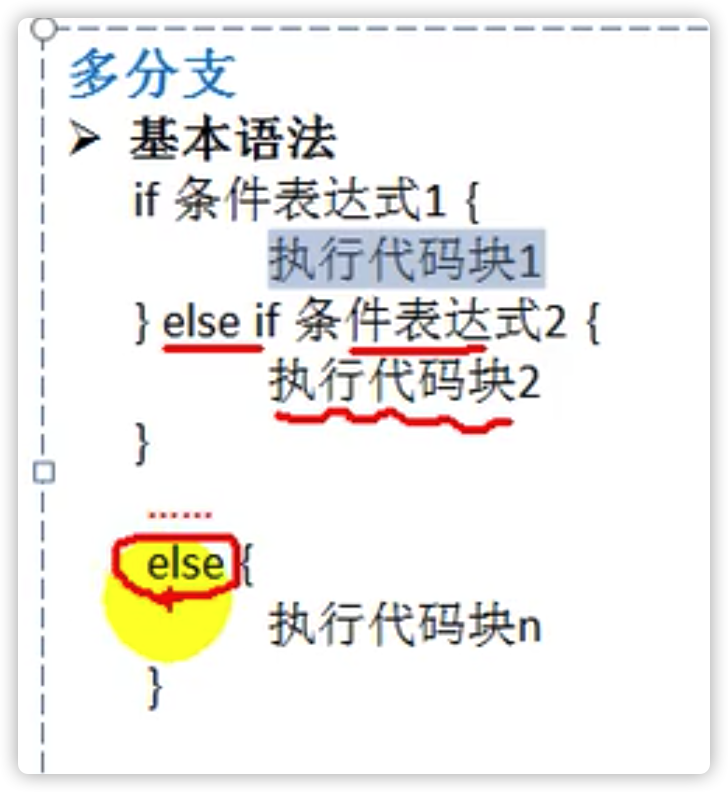 多分支
➤ 基本语法
if 条件表达式1 {
执行代码块1
} else if 条件表达式2 {
执行代码块2
}
......
else {
执行代码块n
}